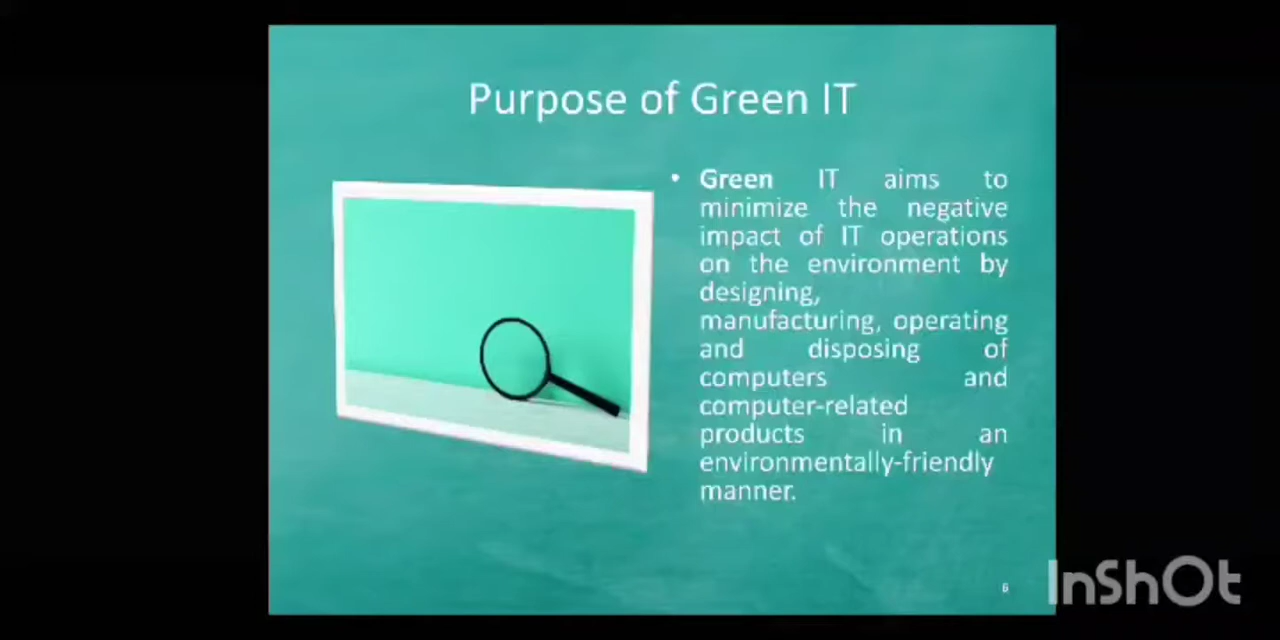 Purpose of Green IT
• Green IT aims to
minimize the negative
impact of IT operations
on the environment by
designing,
manufacturing, operating
and disposing of
computers and
computer-related
products in an
environmentally-friendly
manner.
6
InShOt